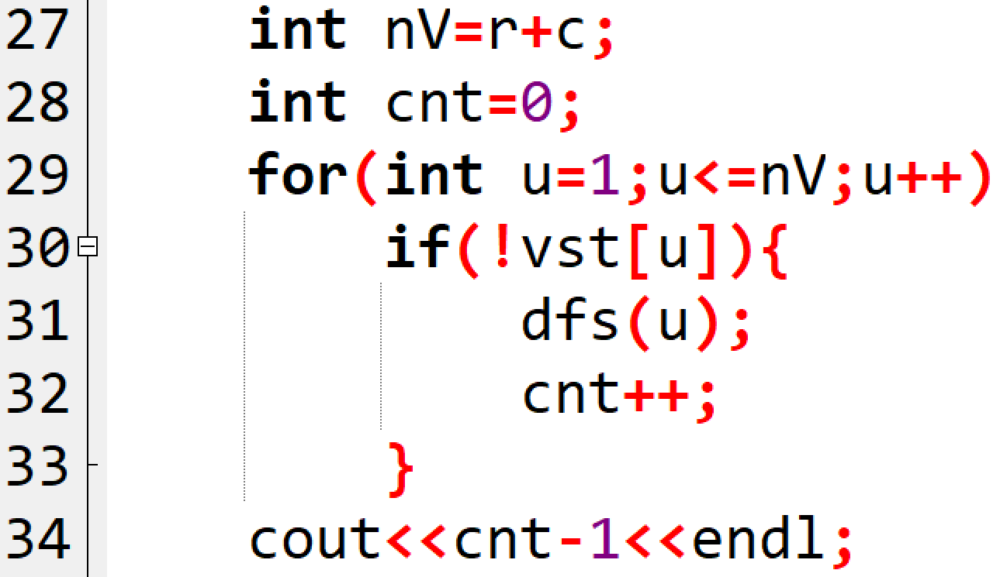 27 int nV=r+c;
28 int cnt=0;
29 for(int u=1;u<=nV;u++)
30 if(!vst[u]){
31 dfs(u);
32 cnt++;
33 }
34 cout<<cnt-1<<endl;